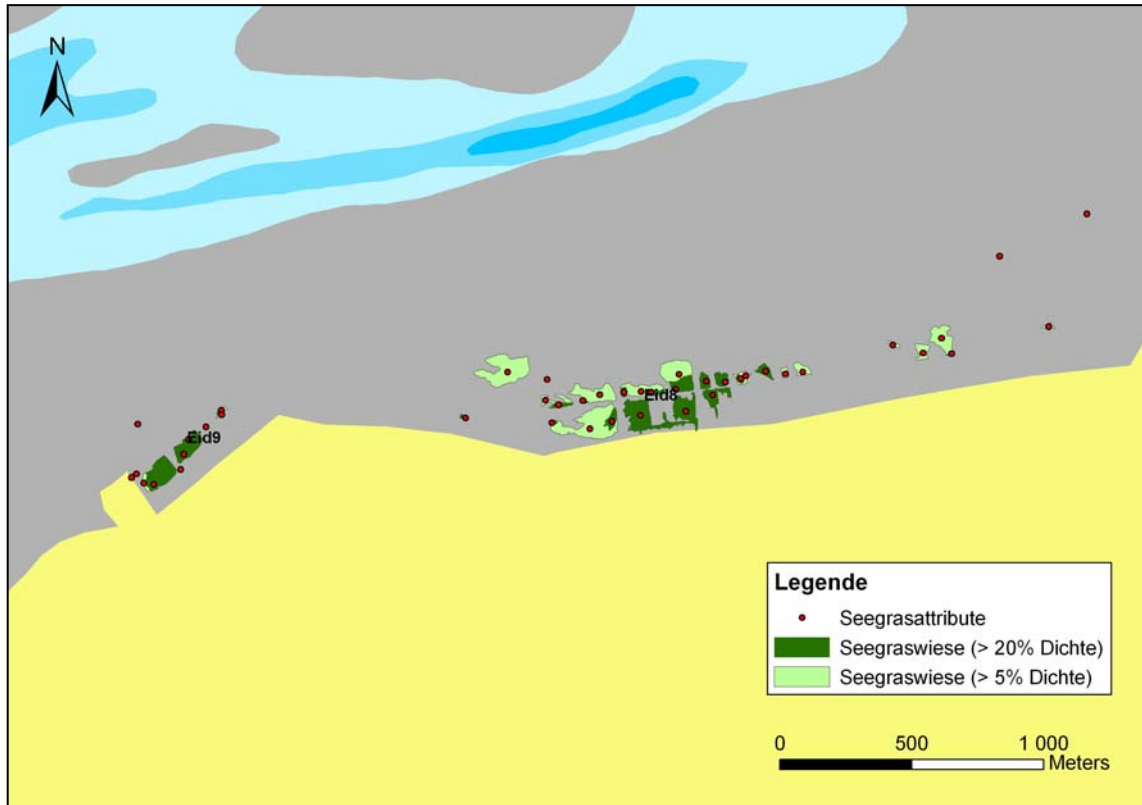 N
Eid8
Eid9
Legende
Seegrasattribute
Seegraswiese (> 20% Dichte)
Seegraswiese (> 5% Dichte)
0 500 1 000
Meters